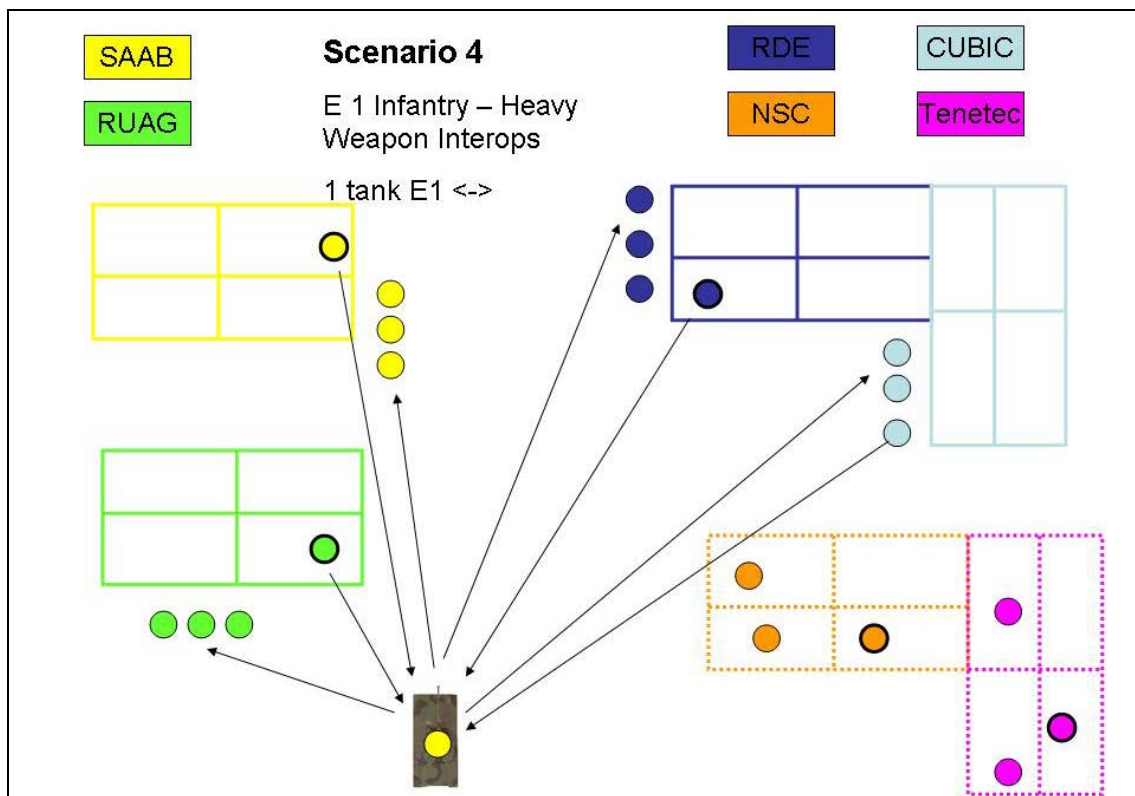 SAAB
RUAG
Scenario 4
E 1 Infantry – Heavy
Weapon Interops
1 tank E1 <->
RDE
CUBIC
NSC
Tenetec